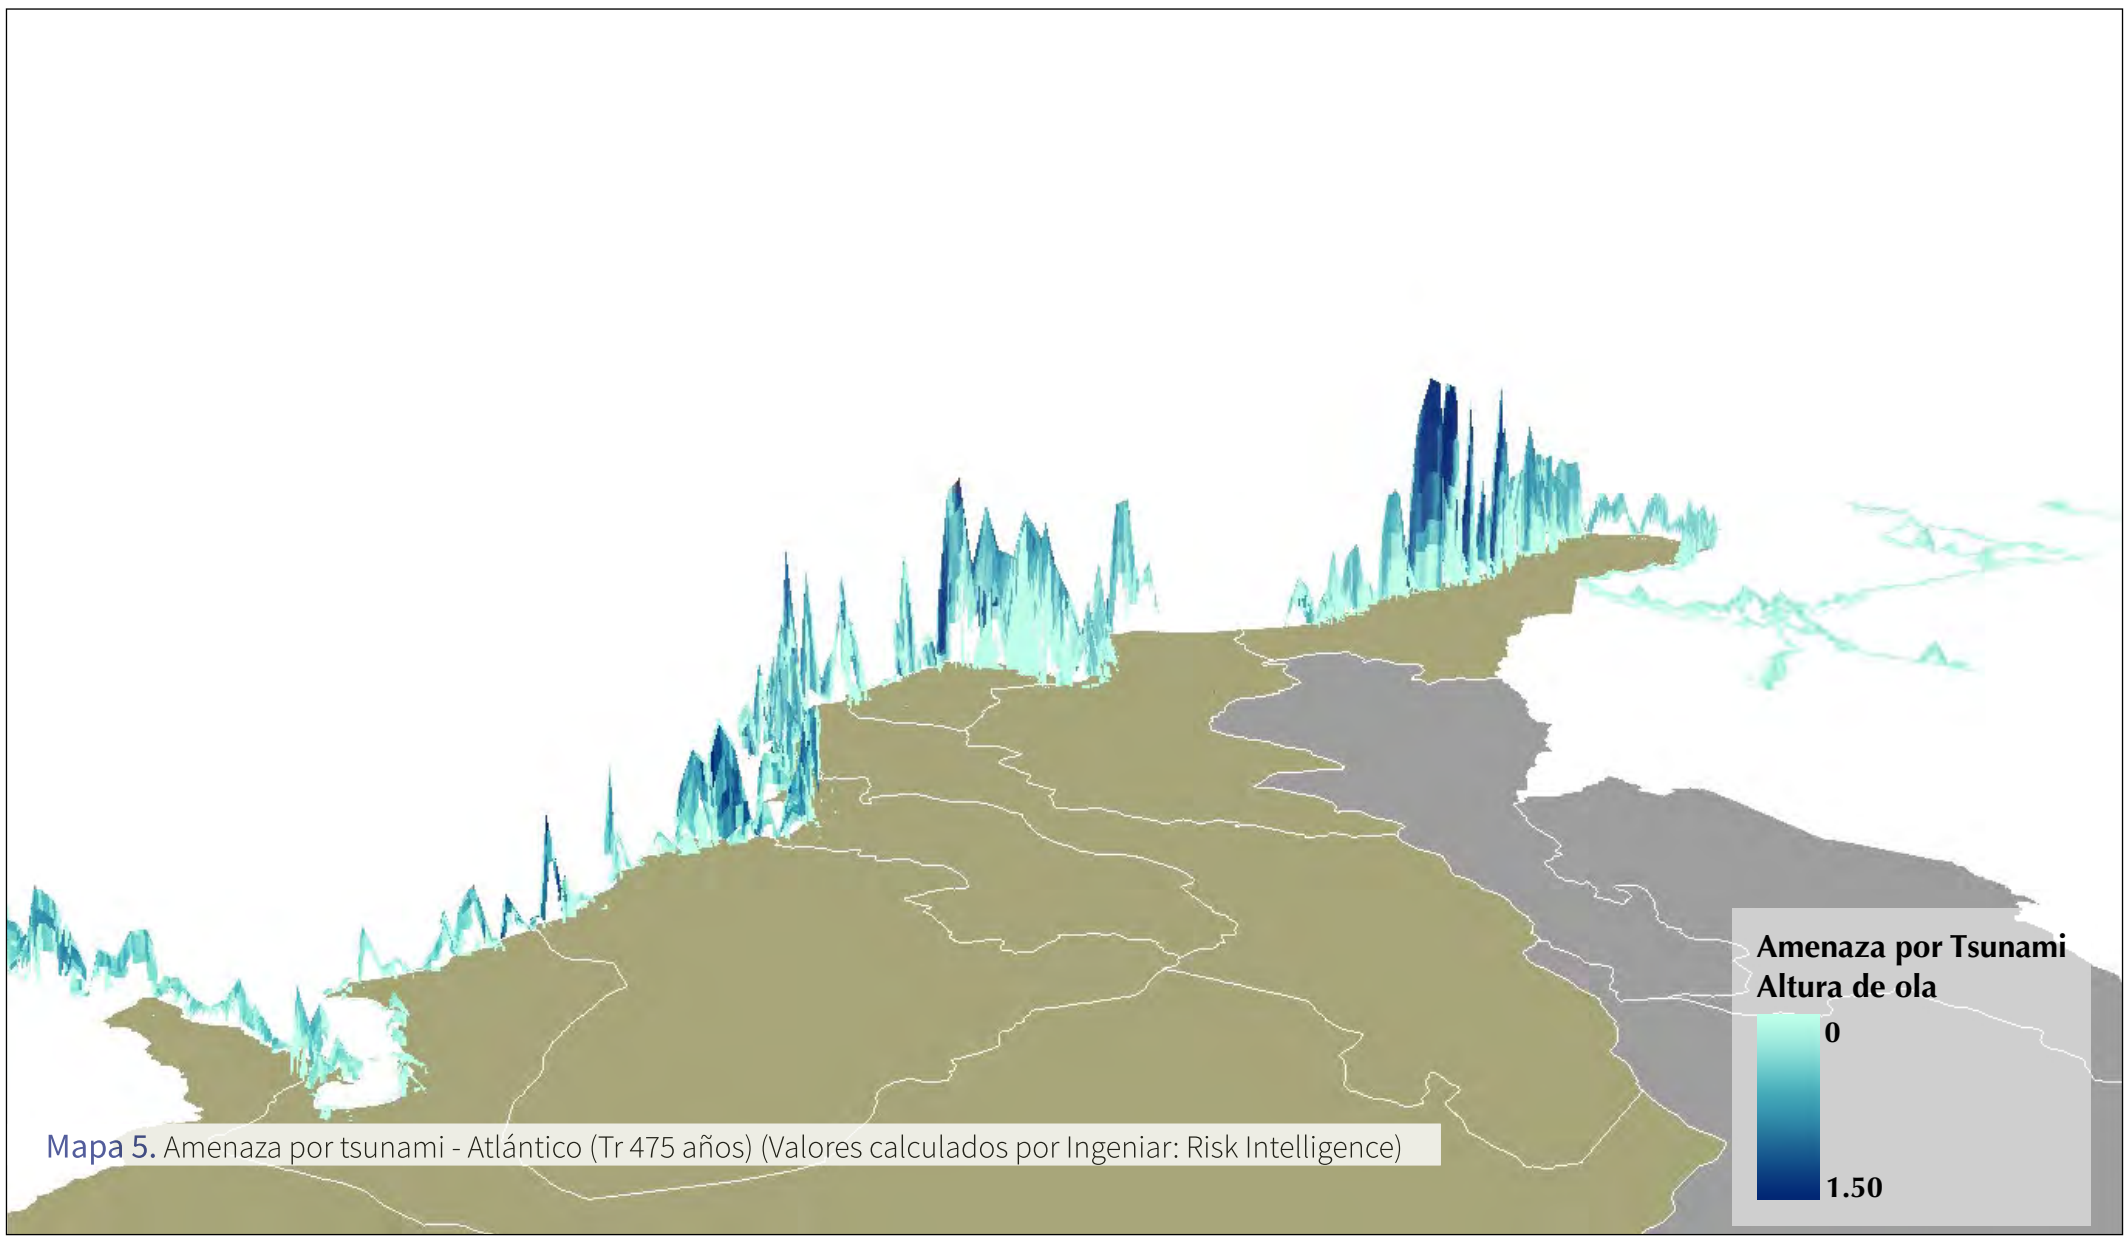 Amenaza por Tsunami
Altura de ola
0
1.50
Mapa 5. Amenaza por tsunami - Atlántico (Tr 475 años) (Valores calculados por Ingeniar: Risk Intelligence)